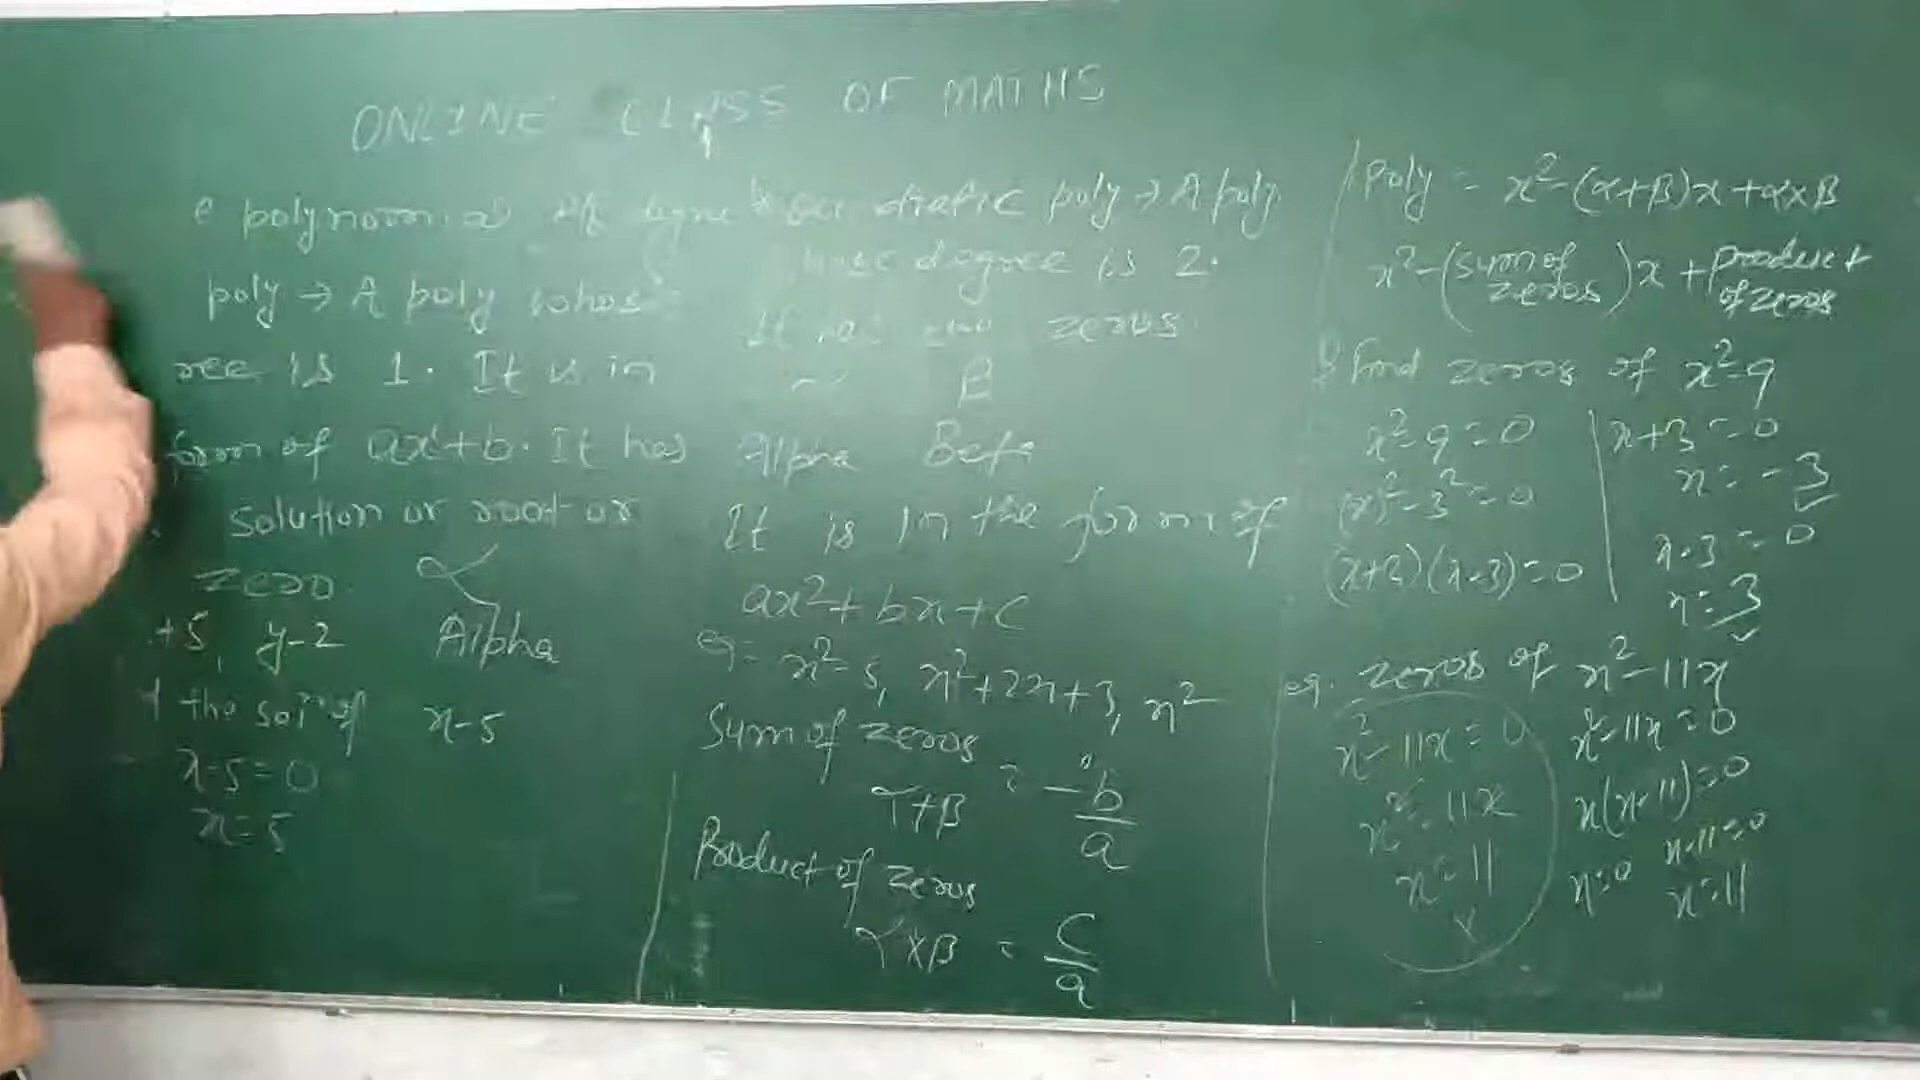 ONLINE CLASS OF MATHS
e polynomial
poly → A poly whose
ree is 1. It is in
form of ax+b. It has
solution or root or
zero.
α
+5, y-2
Alpha
the sol of x-5
x-5=0
x=5
dratic poly → A poly
degree is 2.
It has two zeros.
β
Alpha Beta
It is in the form of
ax²+bx+c
eg= x²-5, x²+2x+3, x²
Sum of zeros
α+β = -b/a
Product of zeros
α×β = c/a
Poly = x²-(α+β)x+α×β
x²-(sum of zeros)x + product of zeros
Find zeros of x²-9
x²-9=0
(x)²-3²=0
(x+3)(x-3)=0
x+3=0
x=-3
x-3=0
x=3
eg. zeros of x²-11x
x²-11x=0
x²=11x
x=11
x
x²-11x=0
x(x-11)=0
x=0 x-11=0
x=11